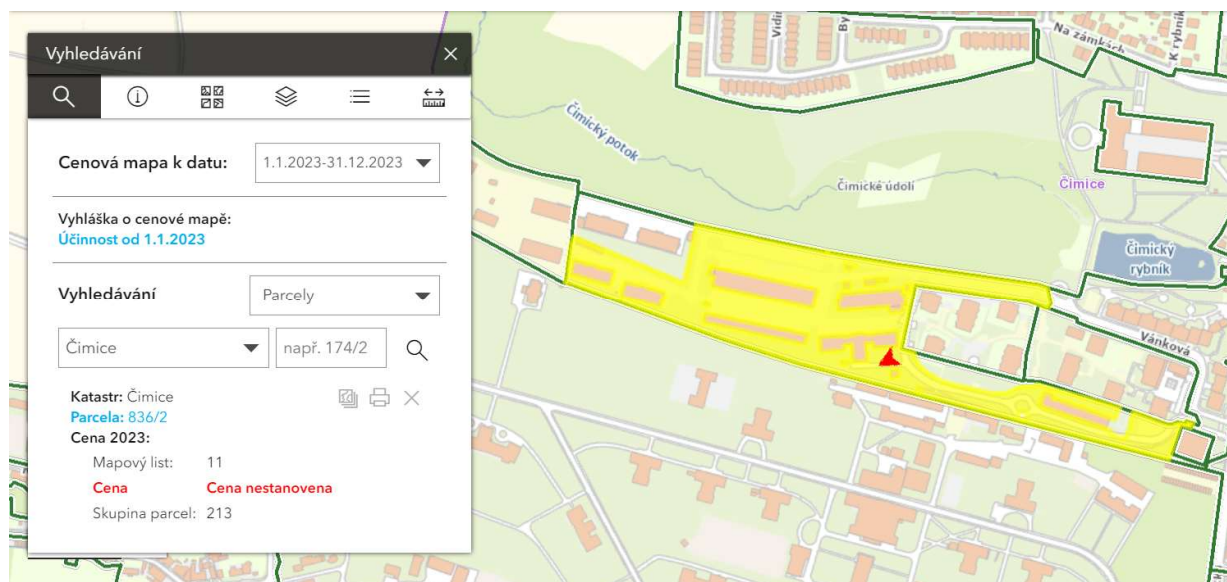 Vyhledávání
Cenová mapa k datu: 1.1.2023-31.12.2023
Vyhláška o cenové mapě:
Účinnost od 1.1.2023
Vyhledávání Parcely
Čimice např. 174/2
Katastr: Čimice
Parcela: 836/2
Cena 2023:
Mapový list: 11
Cena Cena nestanovena
Skupina parcel: 213
Na zámkách
K rybník
Čimický potok
Čimické údolí
Čimice
Čimický
rybník
Vánková